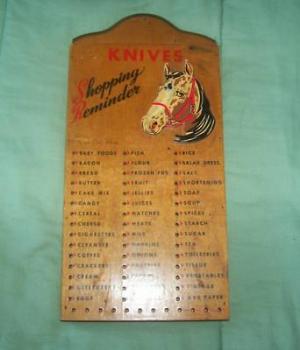 KNIVES
Shopping
Reminder
BABY FOODS
BACON
BREAD
BUTTER
CAKE MIX
CANDY
CEREAL
CHEESE
CIGARETTES
CLEANSER
COFFEE
CRACKERS
CREAM
EGGS
FISH
FLOUR
FROZEN FDS
FRUIT
JELLIES
JUICES
MATCHES
MEATS
MILK
NAPKINS
ONIONS
RICE
SALAD DRESS.
SALT
SHORTENING
SOAP
SOUP
SPICES
STARCH
SUGAR
TEA
TOILETRIES
TISSUE
VEGETABLES
VINEGAR
WAX PAPER